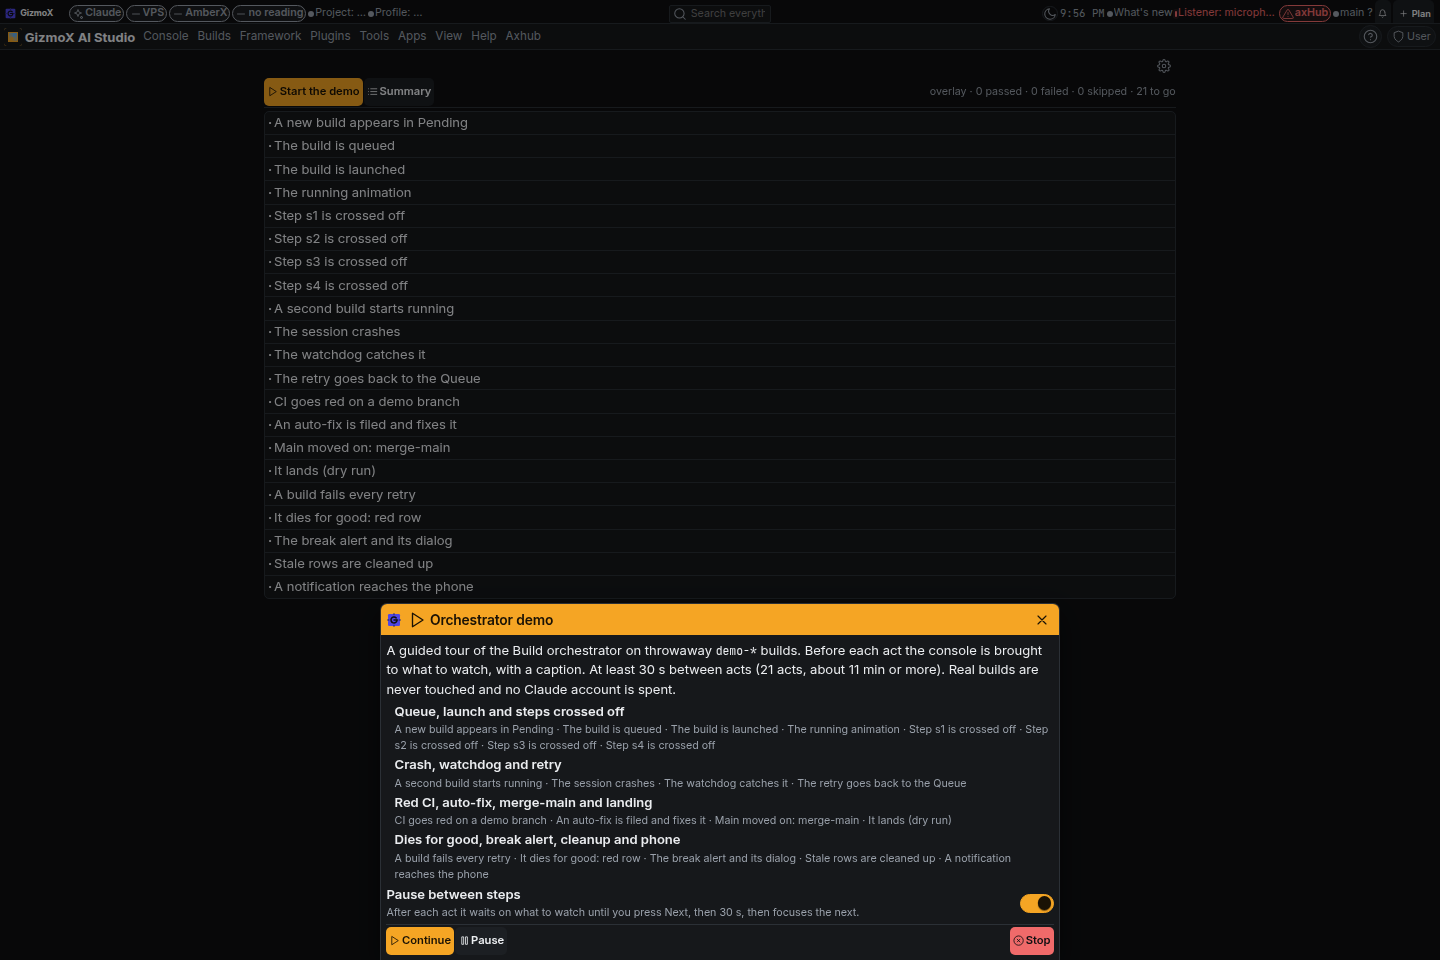 GIZMOX Claude VPS AmberX no reading Project: ... Profile: ... Search everytl 9:56 PM What's new Listener: microph... axHub main ? + Plan
GizmoX AI Studio Console Builds Framework Plugins Tools Apps View Help Axhub ? User
Start the demo Summary overlay · 0 passed · 0 failed · 0 skipped · 21 to go
· A new build appears in Pending
· The build is queued
· The build is launched
· The running animation
· Step s1 is crossed off
· Step s2 is crossed off
· Step s3 is crossed off
· Step s4 is crossed off
· A second build starts running
· The session crashes
· The watchdog catches it
· The retry goes back to the Queue
· CI goes red on a demo branch
· An auto-fix is filed and fixes it
· Main moved on: merge-main
· It lands (dry run)
· A build fails every retry
· It dies for good: red row
· The break alert and its dialog
· Stale rows are cleaned up
· A notification reaches the phone
Orchestrator demo
A guided tour of the Build orchestrator on throwaway demo-* builds. Before each act the console is brought
to what to watch, with a caption. At least 30 s between acts (21 acts, about 11 min or more). Real builds are
never touched and no Claude account is spent.
Queue, launch and steps crossed off
A new build appears in Pending · The build is queued · The build is launched · The running animation · Step s1 is crossed off · Step
s2 is crossed off · Step s3 is crossed off · Step s4 is crossed off
Crash, watchdog and retry
A second build starts running · The session crashes · The watchdog catches it · The retry goes back to the Queue
Red CI, auto-fix, merge-main and landing
CI goes red on a demo branch · An auto-fix is filed and fixes it · Main moved on: merge-main · It lands (dry run)
Dies for good, break alert, cleanup and phone
A build fails every retry · It dies for good: red row · The break alert and its dialog · Stale rows are cleaned up · A notification
reaches the phone
Pause between steps
After each act it waits on what to watch until you press Next, then 30 s, then focuses the next.
Continue Pause Stop